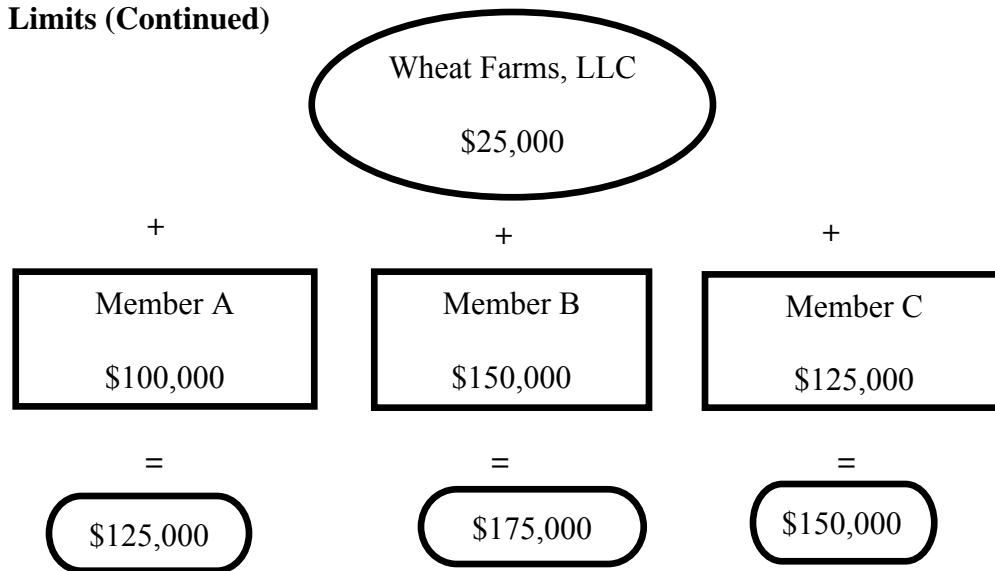 Limits (Continued)
Wheat Farms, LLC
$25,000
+ + +
Member A Member B Member C
$100,000 $150,000 $125,000
= = =
$125,000 $175,000 $150,000